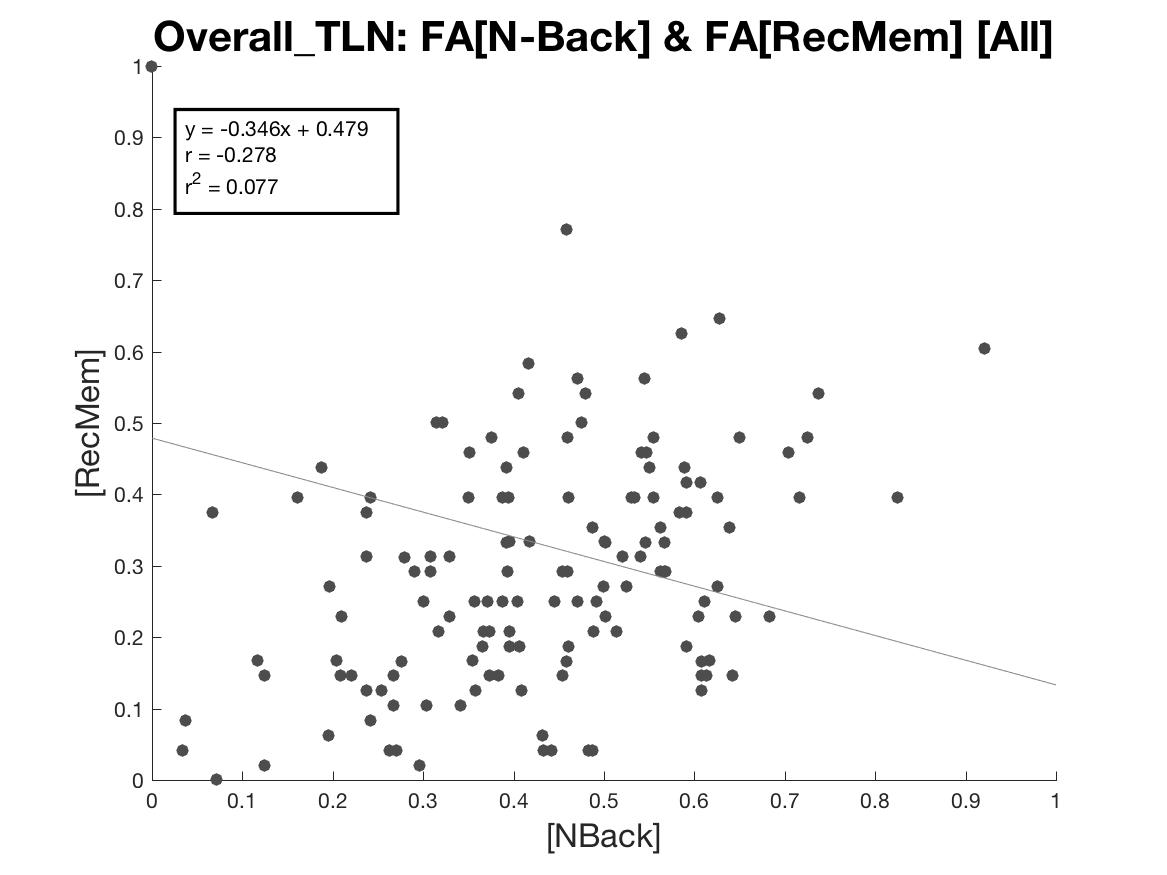 Overall_TLN: FA[N-Back] & FA[RecMem] [All]
y = -0.346x + 0.479
r = -0.278
r2 = 0.077
[RecMem]
1
0.9
0.8
0.7
0.6
0.5
0.4
0.3
0.2
0.1
0
0 0.1 0.2 0.3 0.4 0.5 0.6 0.7 0.8 0.9 1
[NBack]